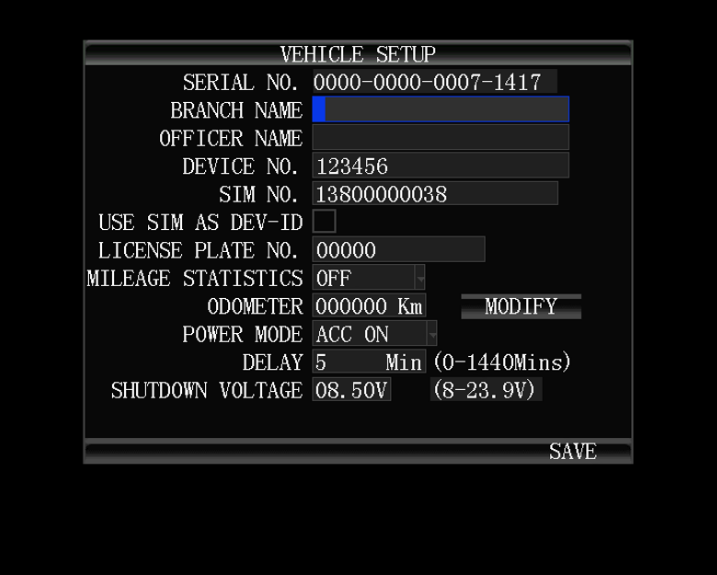 VEHICLE SETUP
SERIAL NO. 0000-0000-0007-1417
BRANCH NAME
OFFICER NAME
DEVICE NO. 123456
SIM NO. 13800000038
USE SIM AS DEV-ID
LICENSE PLATE NO. 00000
MILEAGE STATISTICS OFF
ODOMETER 000000 Km MODIFY
POWER MODE ACC ON
DELAY 5 Min (0-1440Mins)
SHUTDOWN VOLTAGE 08.50V (8-23.9V)
SAVE